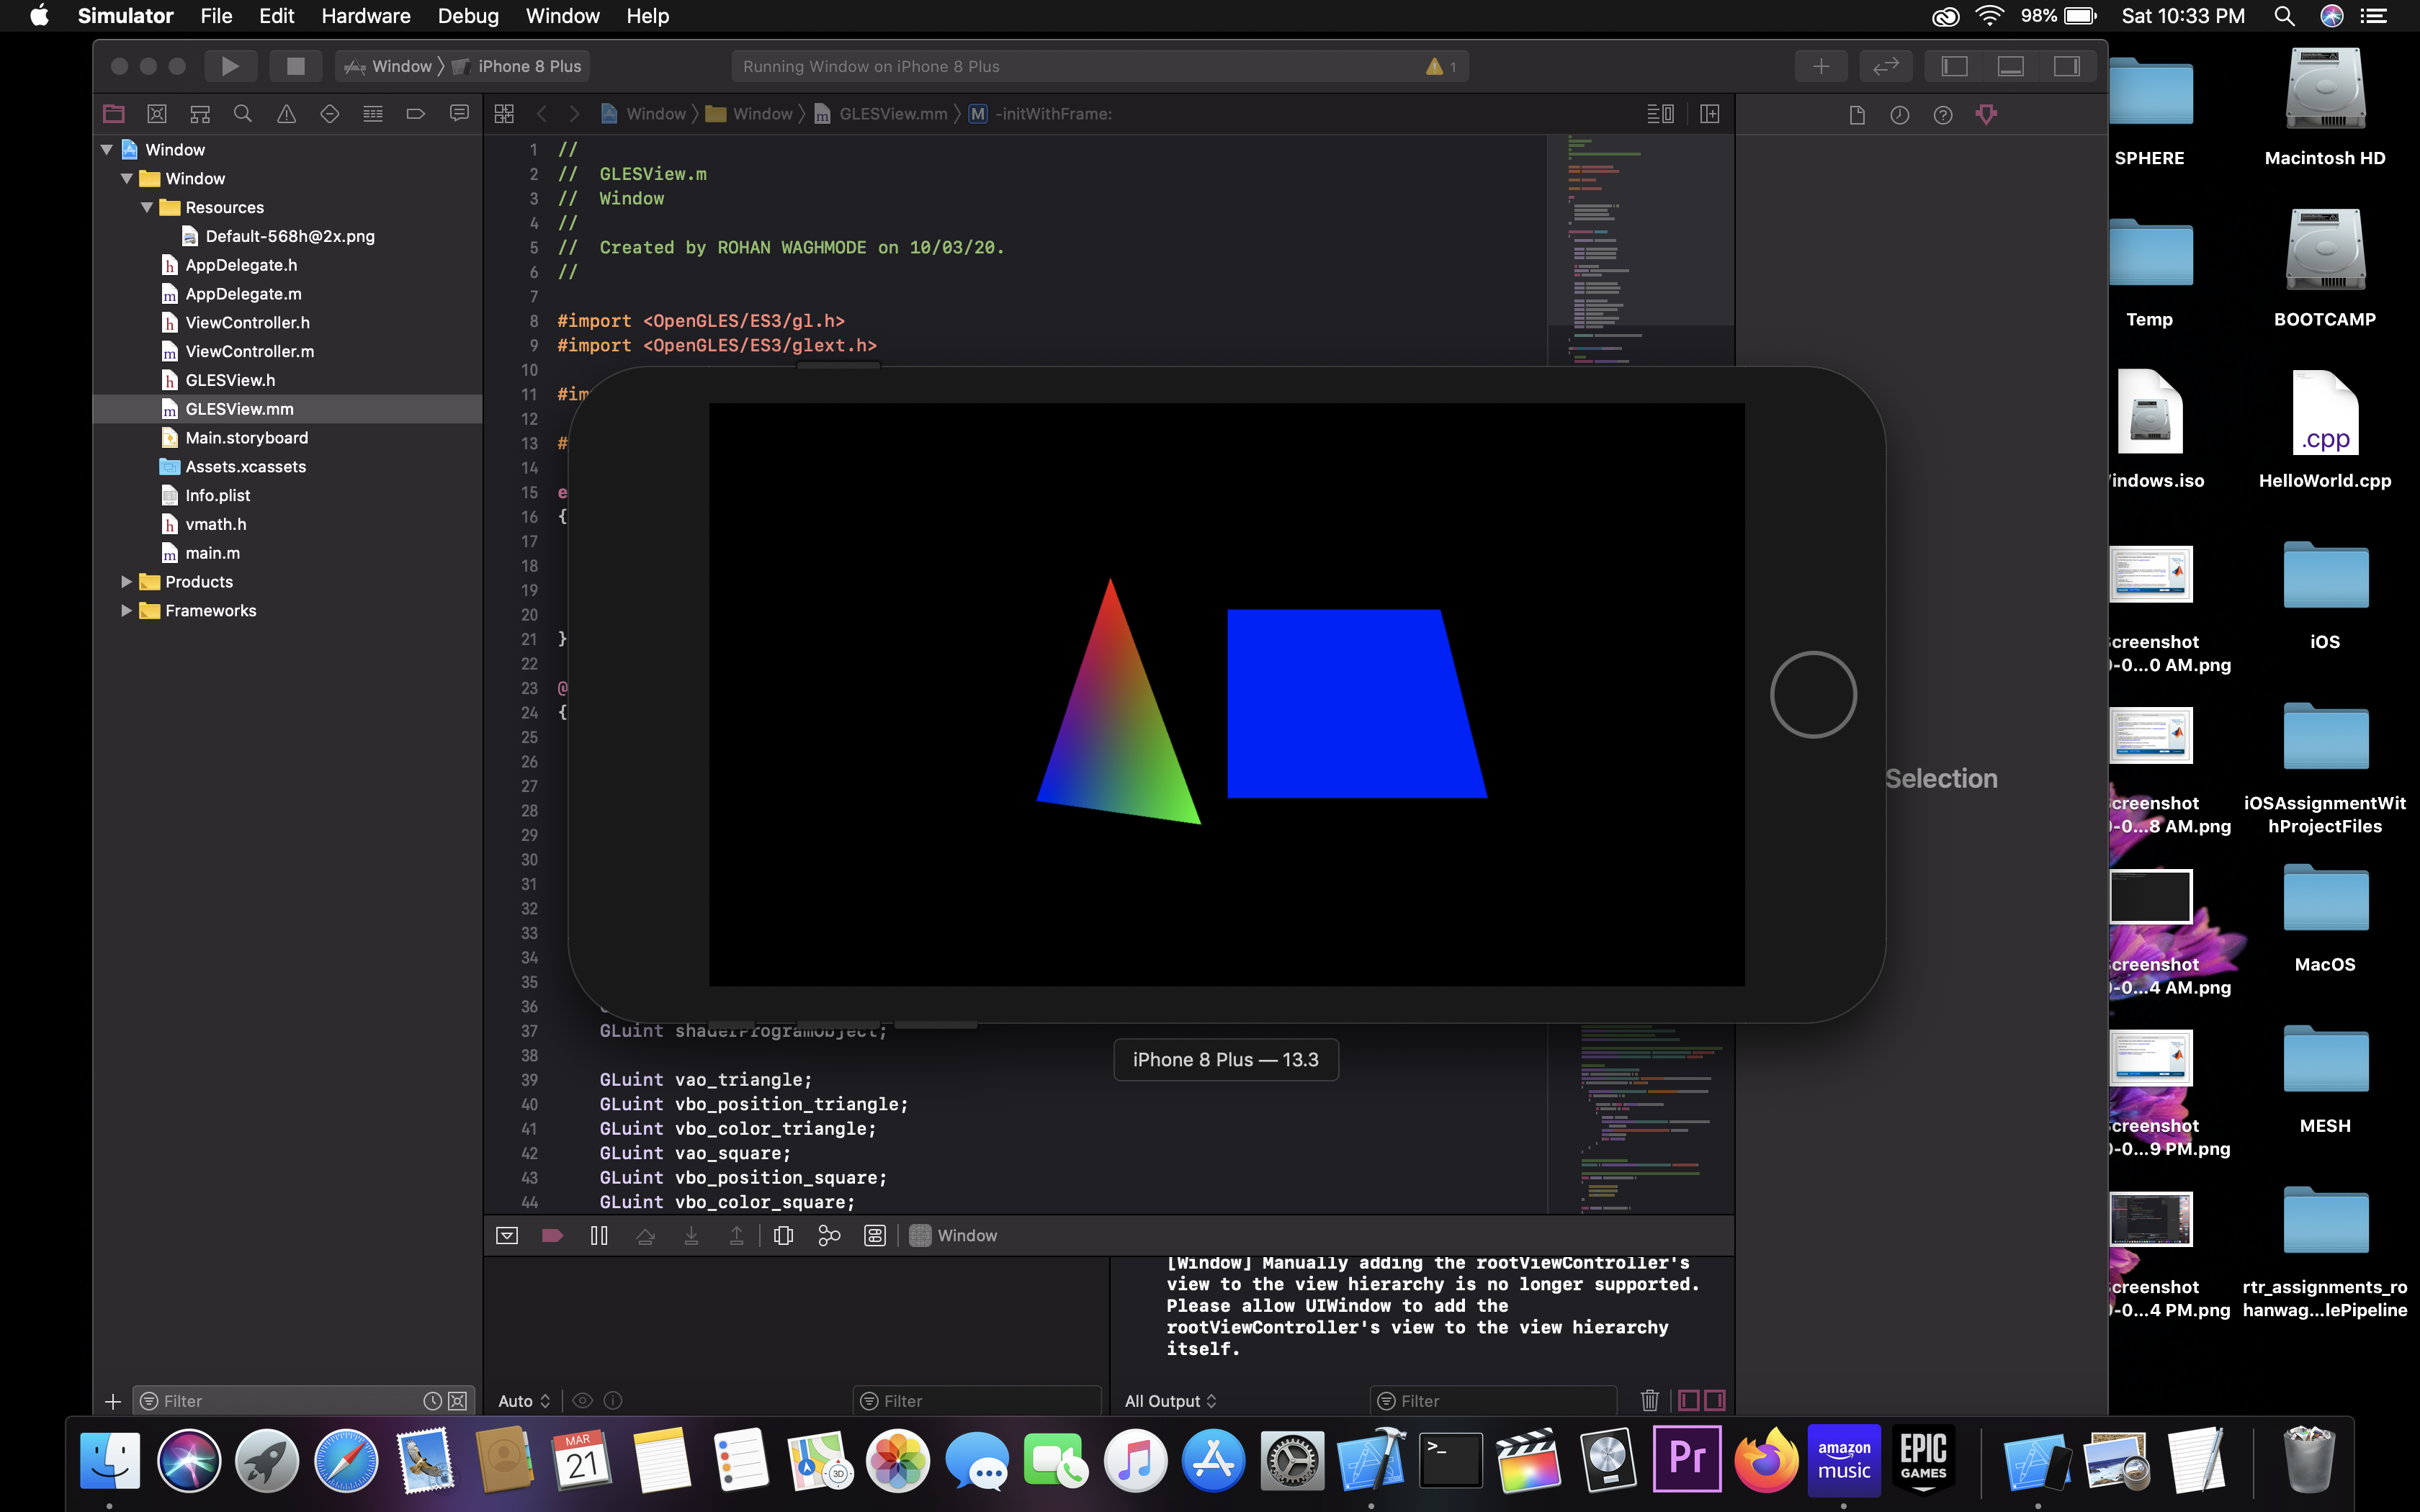 Simulator File Edit Hardware Debug Window Help 98% Sat 10:33 PM
Window iPhone 8 Plus Running Window on iPhone 8 Plus 1
Window Window GLESView.mm M -initWithFrame:
Window
Window
Resources
Default-568h@2x.png
h AppDelegate.h
m AppDelegate.m
h ViewController.h
m ViewController.m
h GLESView.h
m GLESView.mm
Main.storyboard
Assets.xcassets
Info.plist
h vmath.h
m main.m
Products
Frameworks
1 //
2 // GLESView.m
3 // Window
4 //
5 // Created by ROHAN WAGHMODE on 10/03/20.
6 //
7
8 #import <OpenGLES/ES3/gl.h>
9 #import <OpenGLES/ES3/glext.h>
10
11 #im
12
13 #
14
15 e
16 {
17
18
19
20
21 }
22
23 @
24 {
25
26
27
28
29
30
31
32
33
34
35
36
37 GLuint shaderProgramObject;
38
39 GLuint vao_triangle;
40 GLuint vbo_position_triangle;
41 GLuint vbo_color_triangle;
42 GLuint vao_square;
43 GLuint vbo_position_square;
44 GLuint vbo_color_square;
iPhone 8 Plus — 13.3
Selection
Window
[Window] Manually adding the rootViewController's
view to the view hierarchy is no longer supported.
Please allow UIWindow to add the
rootViewController's view to the view hierarchy
itself.
Filter
Auto
Filter
All Output
Filter
SPHERE
Macintosh HD
Temp
BOOTCAMP
.cpp
indows.iso
HelloWorld.cpp
creenshot
0-0...0 AM.png
iOS
creenshot
0-0...8 AM.png
iOSAssignmentWit
hProjectFiles
creenshot
0-0...4 AM.png
MacOS
creenshot
0-0...9 PM.png
MESH
creenshot
0-0...4 PM.png
rtr_assignments_ro
hanwag...lePipeline
MAR
21
3D
>_
Pr
amazon
music
EPIC
GAMES